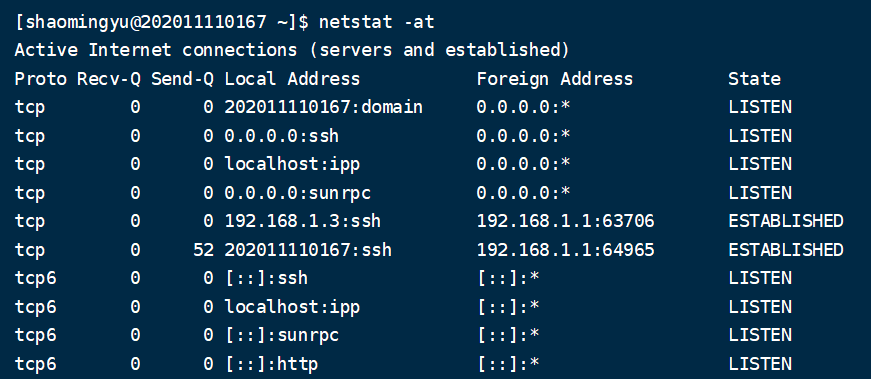 [shaomingyu@202011110167 ~]$ netstat -at
Active Internet connections (servers and established)
Proto Recv-Q Send-Q Local Address           Foreign Address         State
tcp        0      0 202011110167:domain     0.0.0.0:*               LISTEN
tcp        0      0 0.0.0.0:ssh             0.0.0.0:*               LISTEN
tcp        0      0 localhost:ipp           0.0.0.0:*               LISTEN
tcp        0      0 0.0.0.0:sunrpc          0.0.0.0:*               LISTEN
tcp        0      0 192.168.1.3:ssh         192.168.1.1:63706       ESTABLISHED
tcp        0     52 202011110167:ssh        192.168.1.1:64965       ESTABLISHED
tcp6       0      0 [::]:ssh                [::]:*                  LISTEN
tcp6       0      0 localhost:ipp           [::]:*                  LISTEN
tcp6       0      0 [::]:sunrpc             [::]:*                  LISTEN
tcp6       0      0 [::]:http               [::]:*                  LISTEN